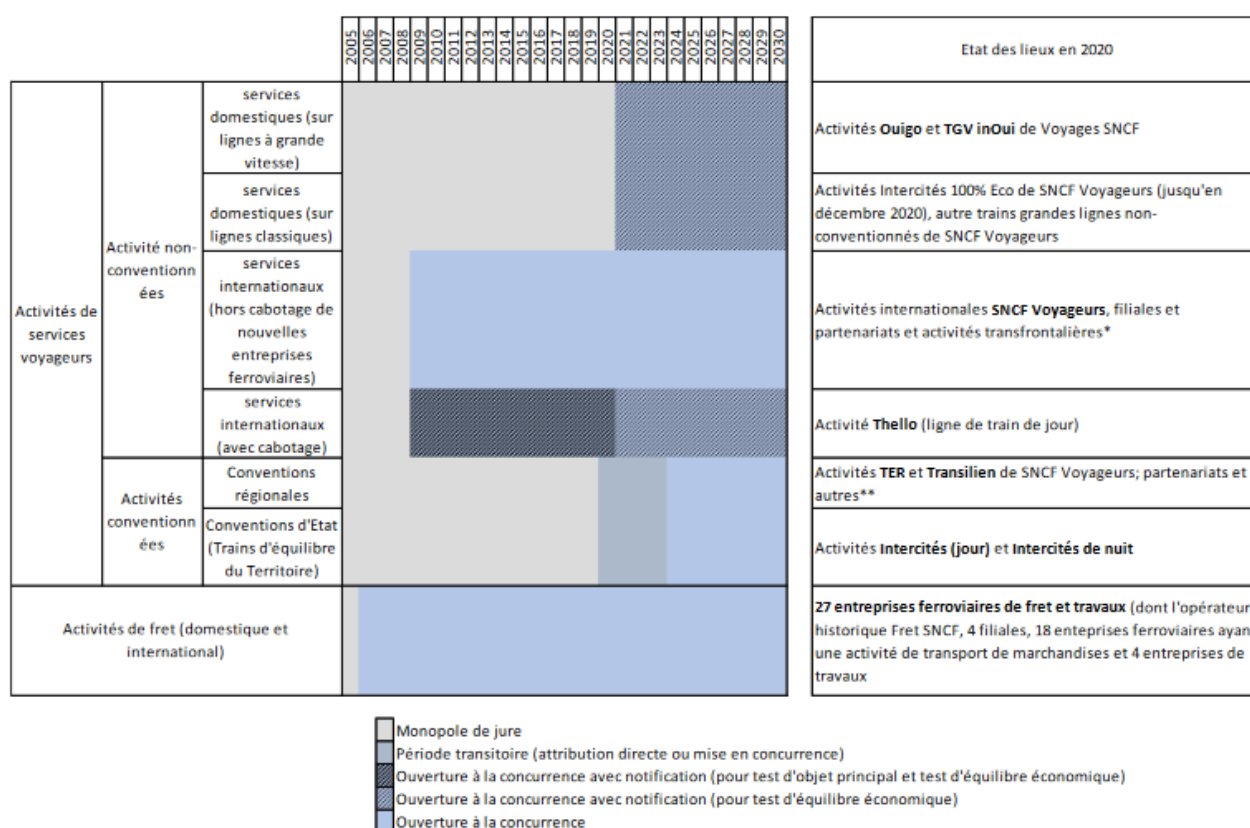 2005 2006 2007 2008 2009 2010 2011 2012 2013 2014 2015 2016 2017 2018 2019 2020 2021 2022 2023 2024 2025 2026 2027 2028 2029 2030
Etat des lieux en 2020
Activités de
services
voyageurs
Activité non-
conventionn
ées
services
domestiques (sur
lignes à grande
vitesse)
Activités Ouigo et TGV inOui de Voyages SNCF
services
domestiques (sur
lignes classiques)
Activités Intercités 100% Eco de SNCF Voyageurs (jusqu'en
décembre 2020), autre trains grandes lignes non-
conventionnés de SNCF Voyageurs
services
internationaux
(hors cabotage de
nouvelles
entreprises
ferroviaires)
Activités internationales SNCF Voyageurs, filiales et
partenariats et activités transfrontalières*
services
internationaux
(avec cabotage)
Activité Thello (ligne de train de jour)
Activités
conventionn
ées
Conventions
régionales
Activités TER et Transilien de SNCF Voyageurs; partenariats et
autres**
Conventions d'Etat
(Trains d'équilibre
du Territoire)
Activités Intercités (jour) et Intercités de nuit
Activités de fret (domestique et
international)
27 entreprises ferroviaires de fret et travaux (dont l'opérateur
historique Fret SNCF, 4 filiales, 18 enteprises ferroviaires ayan
une activité de transport de marchandises et 4 entreprises de
travaux
Monopole de jure
Période transitoire (attribution directe ou mise en concurrence)
Ouverture à la concurrence avec notification (pour test d'objet principal et test d'équilibre économique)
Ouverture à la concurrence avec notification (pour test d'équilibre économique)
Ouverture à la concurrence